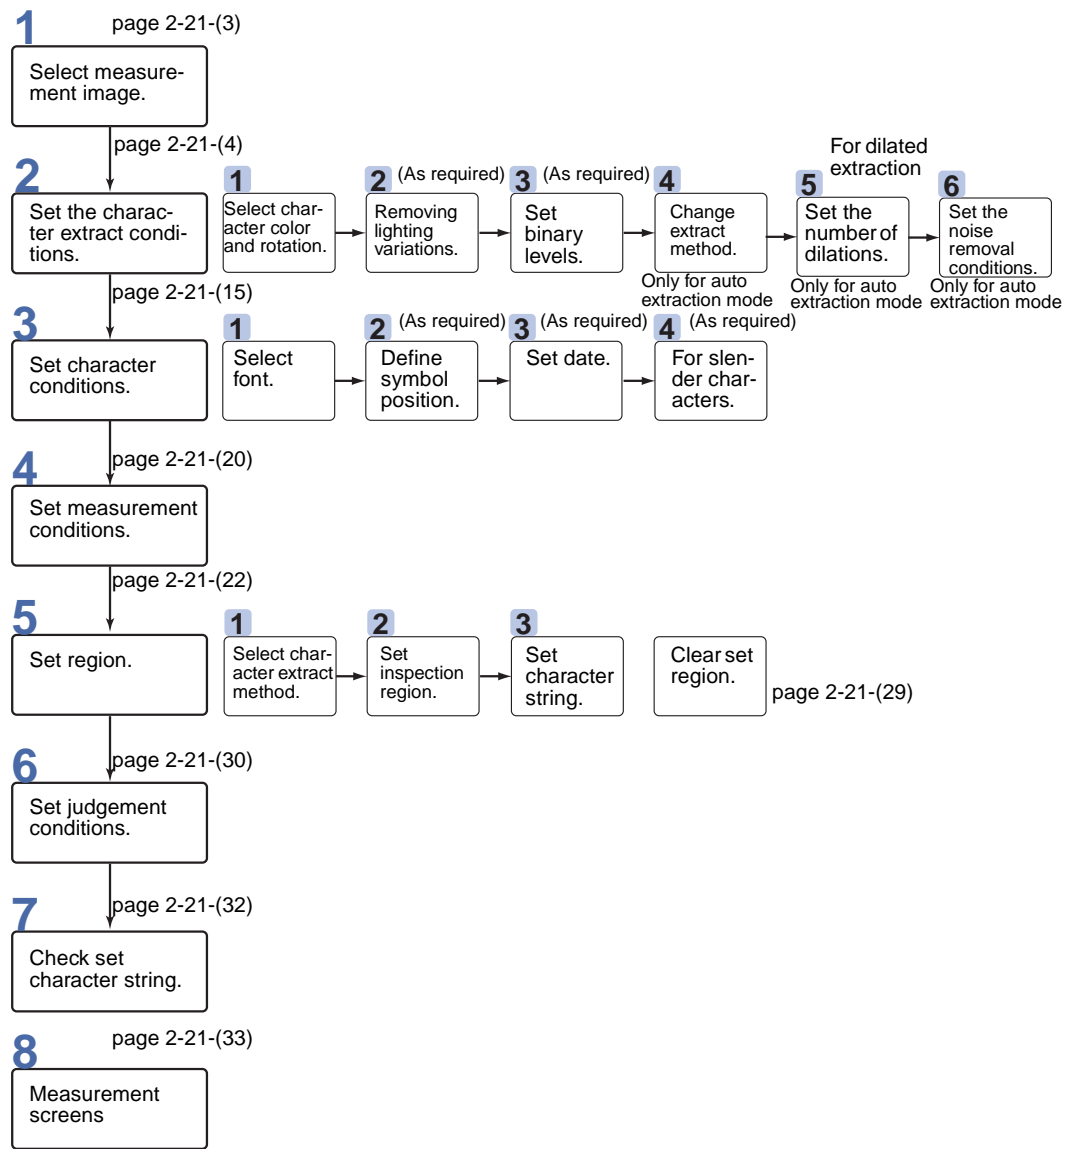 1
page 2-21-(3)
Select measure-
ment image.
page 2-21-(4)
2
Set the charac-
ter extract condi-
tions.
1
Select char-
acter color
and rotation.
2 (As required)
Removing
lighting
variations.
3 (As required)
Set
binary
levels.
4
Change
extract
method.
Only for auto
extraction mode
For dilated
extraction
5
Set the
number of
dilations.
Only for auto
extraction mode
6
Set the
noise
removal
conditions.
Only for auto
extraction mode
page 2-21-(15)
3
Set character
conditions.
1
Select
font.
2 (As required)
Define
symbol
position.
3 (As required)
Set date.
4 (As required)
For slen-
der char-
acters.
page 2-21-(20)
4
Set measurement
conditions.
page 2-21-(22)
5
Set region.
1
Select char-
acter extract
method.
2
Set
inspection
region.
3
Set
character
string.
Clear set
region.
page 2-21-(29)
page 2-21-(30)
6
Set judgement
conditions.
page 2-21-(32)
7
Check set
character string.
page 2-21-(33)
8
Measurement
screens